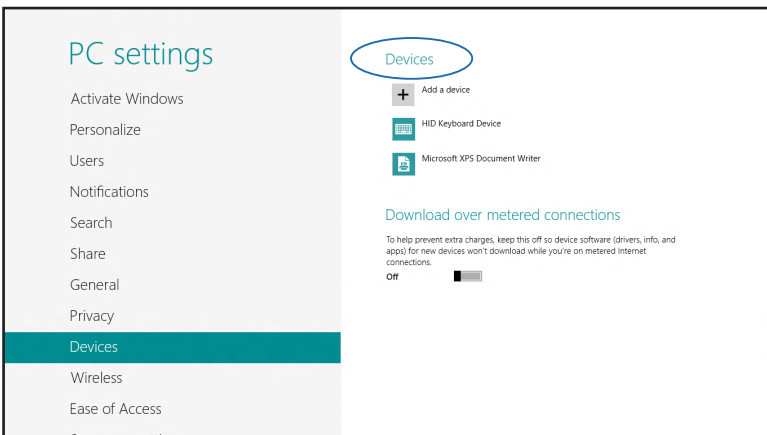 PC settings
Activate Windows
Personalize
Users
Notifications
Search
Share
General
Privacy
Devices
Wireless
Ease of Access
Devices
Add a device
HID Keyboard Device
Microsoft XPS Document Writer
Download over metered connections
To help prevent extra charges, keep this off so device software (drivers, info, and
apps) for new devices won't download while you're on metered Internet
connections.
Off